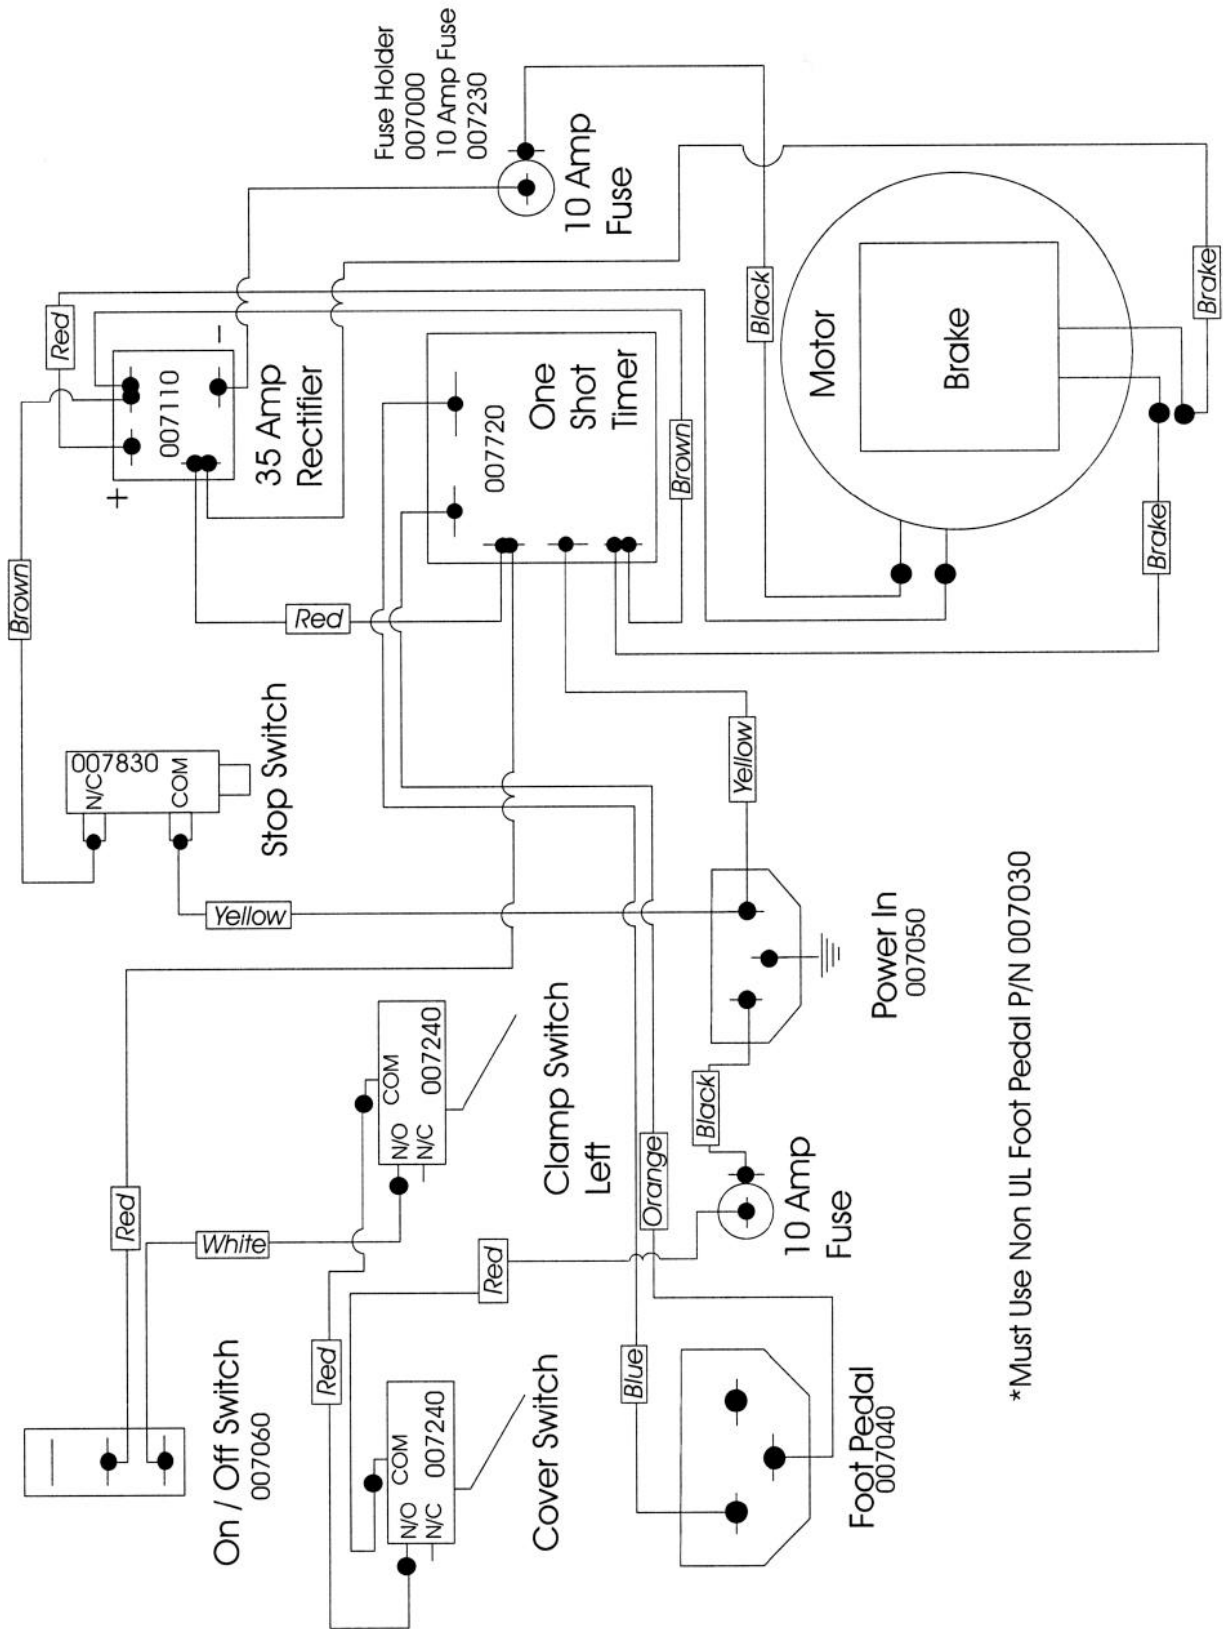 Fuse Holder
007000
10 Amp Fuse
007230
10 Amp
Fuse
Red
Black
Brake
+
-
007110
35 Amp
Rectifier
007720
One
Shot
Timer
Motor
Brake
Brown
Brown
Red
Brake
007830
N/C
COM
Stop Switch
Yellow
Yellow
COM
N/O
N/C
007240
Clamp Switch
Left
Power In
007050
Black
Red
White
Red
Orange
10 Amp
Fuse
On / Off Switch
007060
Red
COM
N/O
N/C
007240
Cover Switch
Blue
Foot Pedal
007040
*Must Use Non UL Foot Pedal P/N 007030